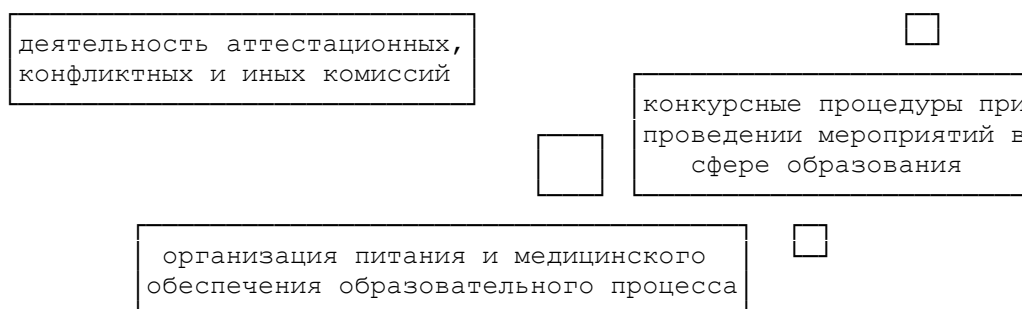 деятельность аттестационных,
конфликтных и иных комиссий
конкурсные процедуры при
проведении мероприятий в
сфере образования
организация питания и медицинского
обеспечения образовательного процесса